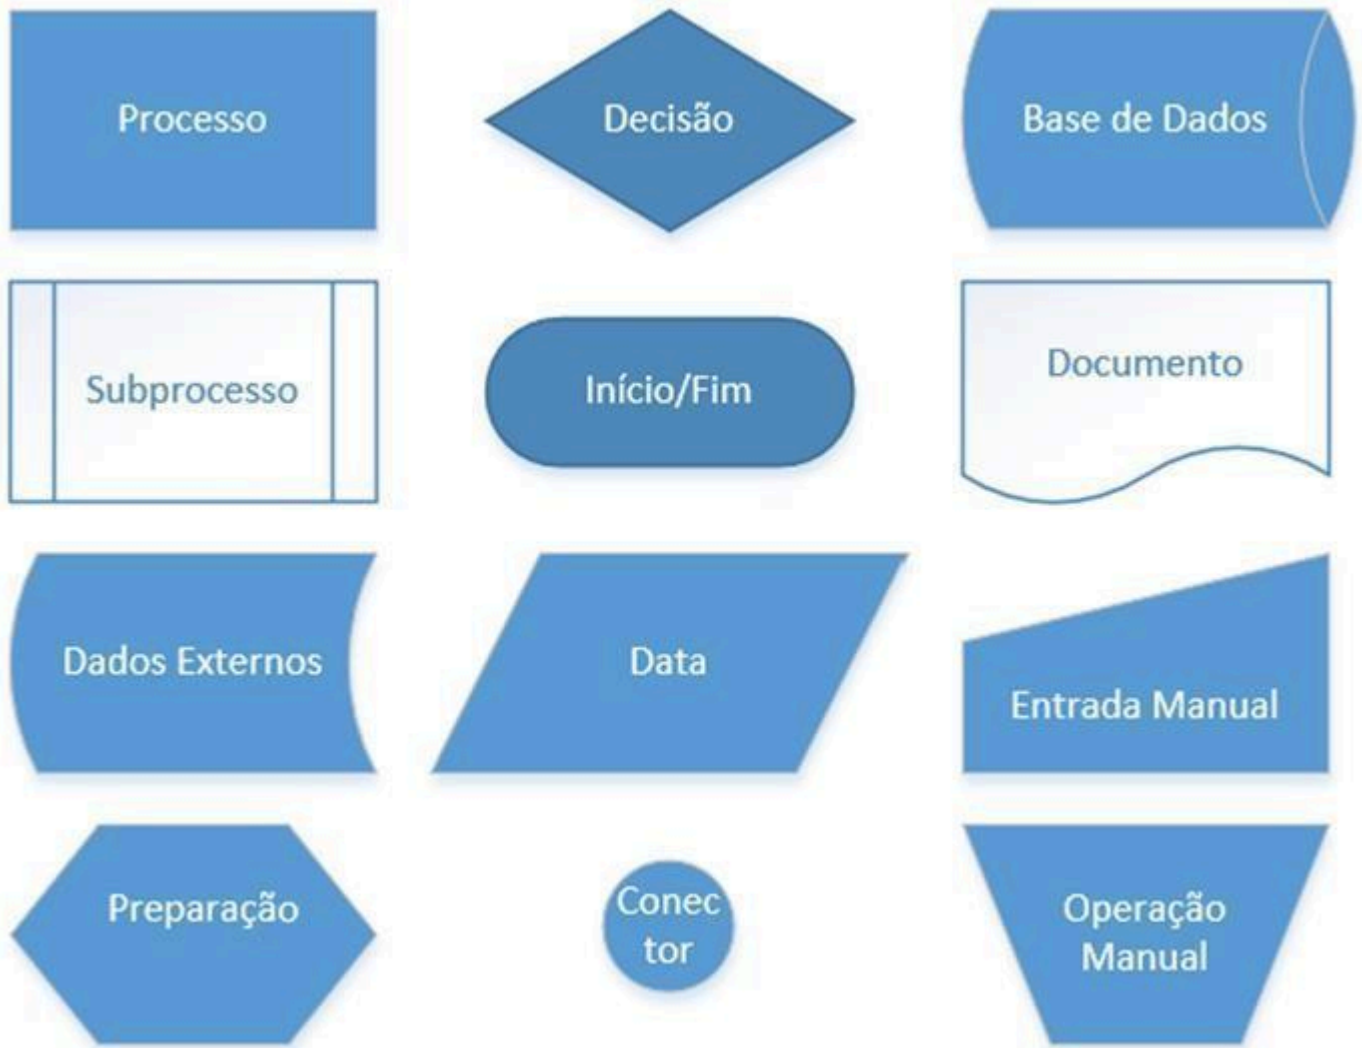 Processo
Decisão
Base de Dados
Subprocesso
Início/Fim
Documento
Dados Externos
Data
Entrada Manual
Preparação
Conec
tor
Operação
Manual